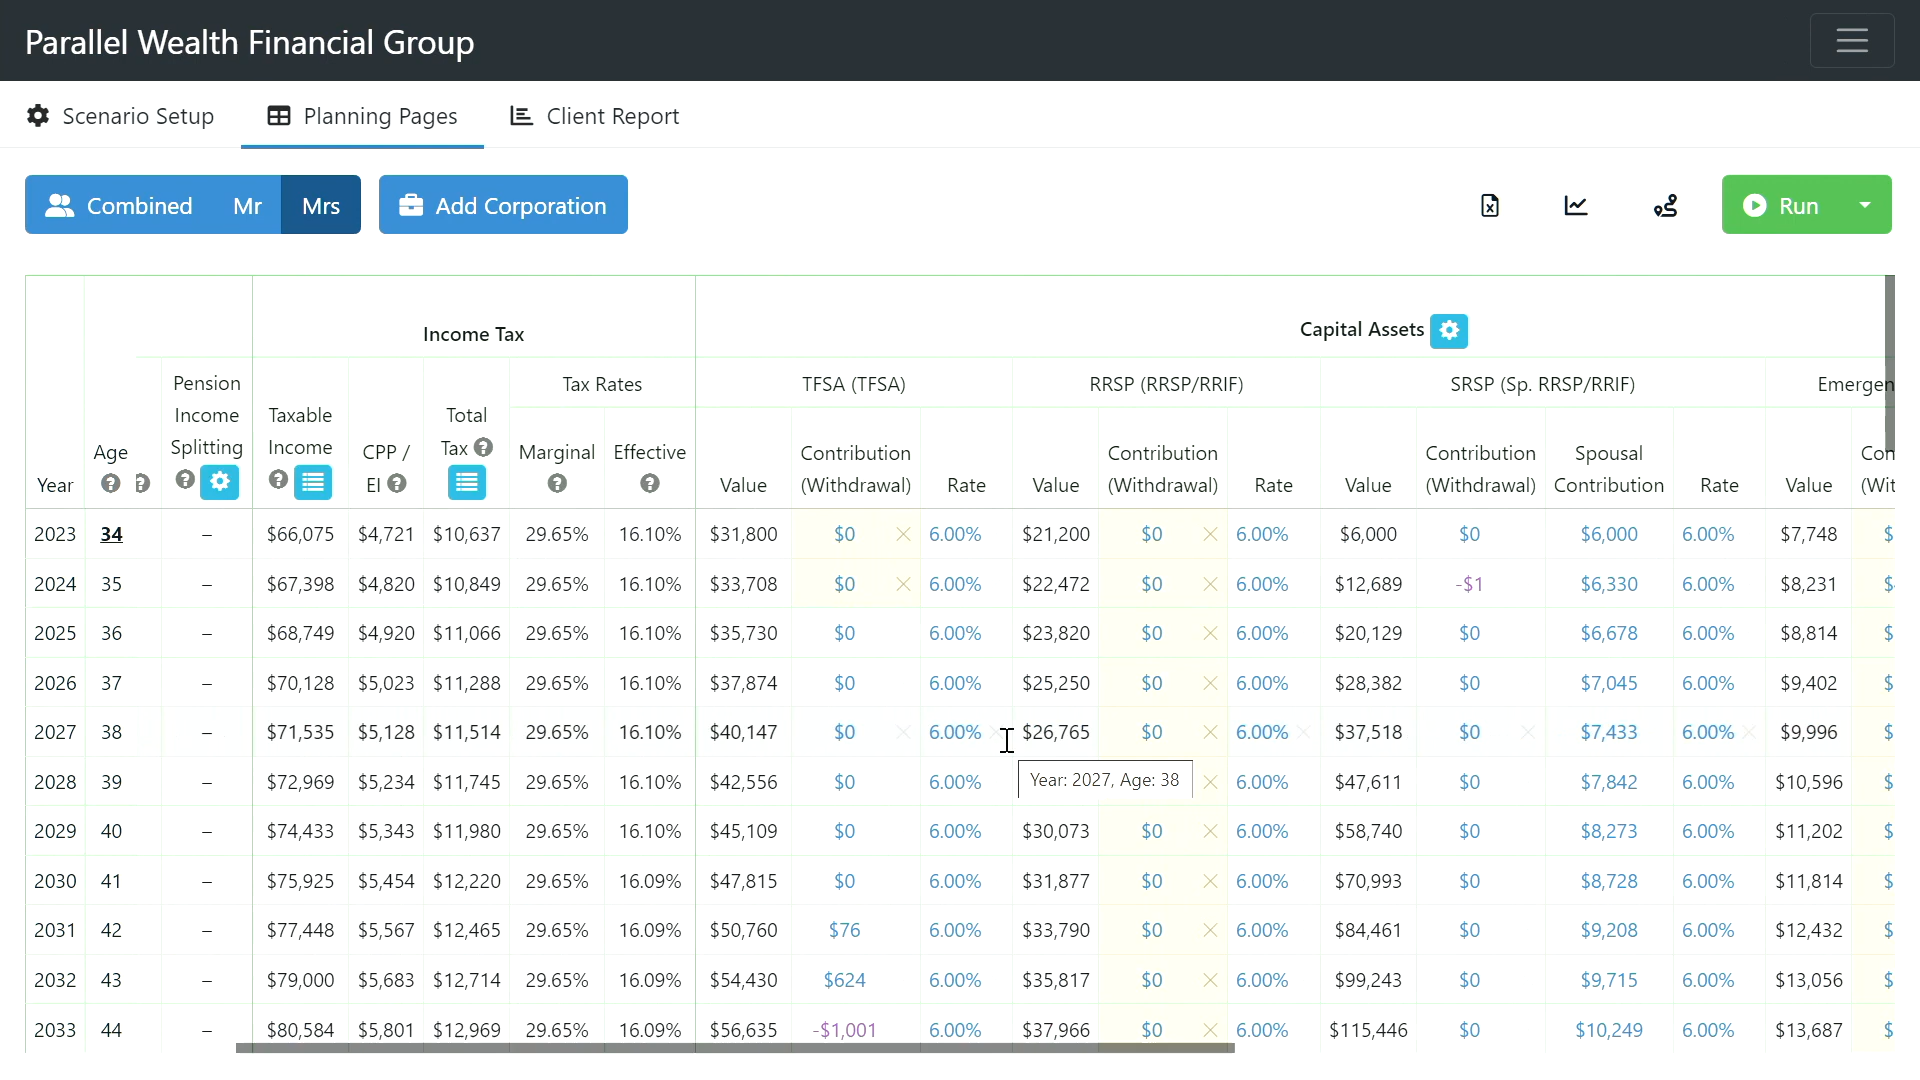 Parallel Wealth Financial Group
Scenario Setup Planning Pages Client Report
Combined Mr Mrs Add Corporation Run
Income Tax Capital Assets
Tax Rates TFSA (TFSA) RRSP (RRSP/RRIF) SRSP (Sp. RRSP/RRIF) Emergen
Year Age Pension Income Splitting Taxable Income CPP / EI Total Tax Marginal Effective Value Contribution (Withdrawal) Rate Value Contribution (Withdrawal) Rate Value Contribution (Withdrawal) Spousal Contribution Rate Value Con (Wit
2023 34 – $66,075 $4,721 $10,637 29.65% 16.10% $31,800 $0 6.00% $21,200 $0 6.00% $6,000 $0 $6,000 6.00% $7,748 $
2024 35 – $67,398 $4,820 $10,849 29.65% 16.10% $33,708 $0 6.00% $22,472 $0 6.00% $12,689 -$1 $6,330 6.00% $8,231 $
2025 36 – $68,749 $4,920 $11,066 29.65% 16.10% $35,730 $0 6.00% $23,820 $0 6.00% $20,129 $0 $6,678 6.00% $8,814 $
2026 37 – $70,128 $5,023 $11,288 29.65% 16.10% $37,874 $0 6.00% $25,250 $0 6.00% $28,382 $0 $7,045 6.00% $9,402 $
2027 38 – $71,535 $5,128 $11,514 29.65% 16.10% $40,147 $0 6.00% $26,765 $0 6.00% $37,518 $0 $7,433 6.00% $9,996 $
2028 39 – $72,969 $5,234 $11,745 29.65% 16.10% $42,556 $0 6.00% Year: 2027, Age: 38 6.00% $47,611 $0 $7,842 6.00% $10,596 $
2029 40 – $74,433 $5,343 $11,980 29.65% 16.10% $45,109 $0 6.00% $30,073 $0 6.00% $58,740 $0 $8,273 6.00% $11,202 $
2030 41 – $75,925 $5,454 $12,220 29.65% 16.09% $47,815 $0 6.00% $31,877 $0 6.00% $70,993 $0 $8,728 6.00% $11,814 $
2031 42 – $77,448 $5,567 $12,465 29.65% 16.09% $50,760 $76 6.00% $33,790 $0 6.00% $84,461 $0 $9,208 6.00% $12,432 $
2032 43 – $79,000 $5,683 $12,714 29.65% 16.09% $54,430 $624 6.00% $35,817 $0 6.00% $99,243 $0 $9,715 6.00% $13,056 $
2033 44 – $80,584 $5,801 $12,969 29.65% 16.09% $56,635 -$1,001 6.00% $37,966 $0 6.00% $115,446 $0 $10,249 6.00% $13,687 $